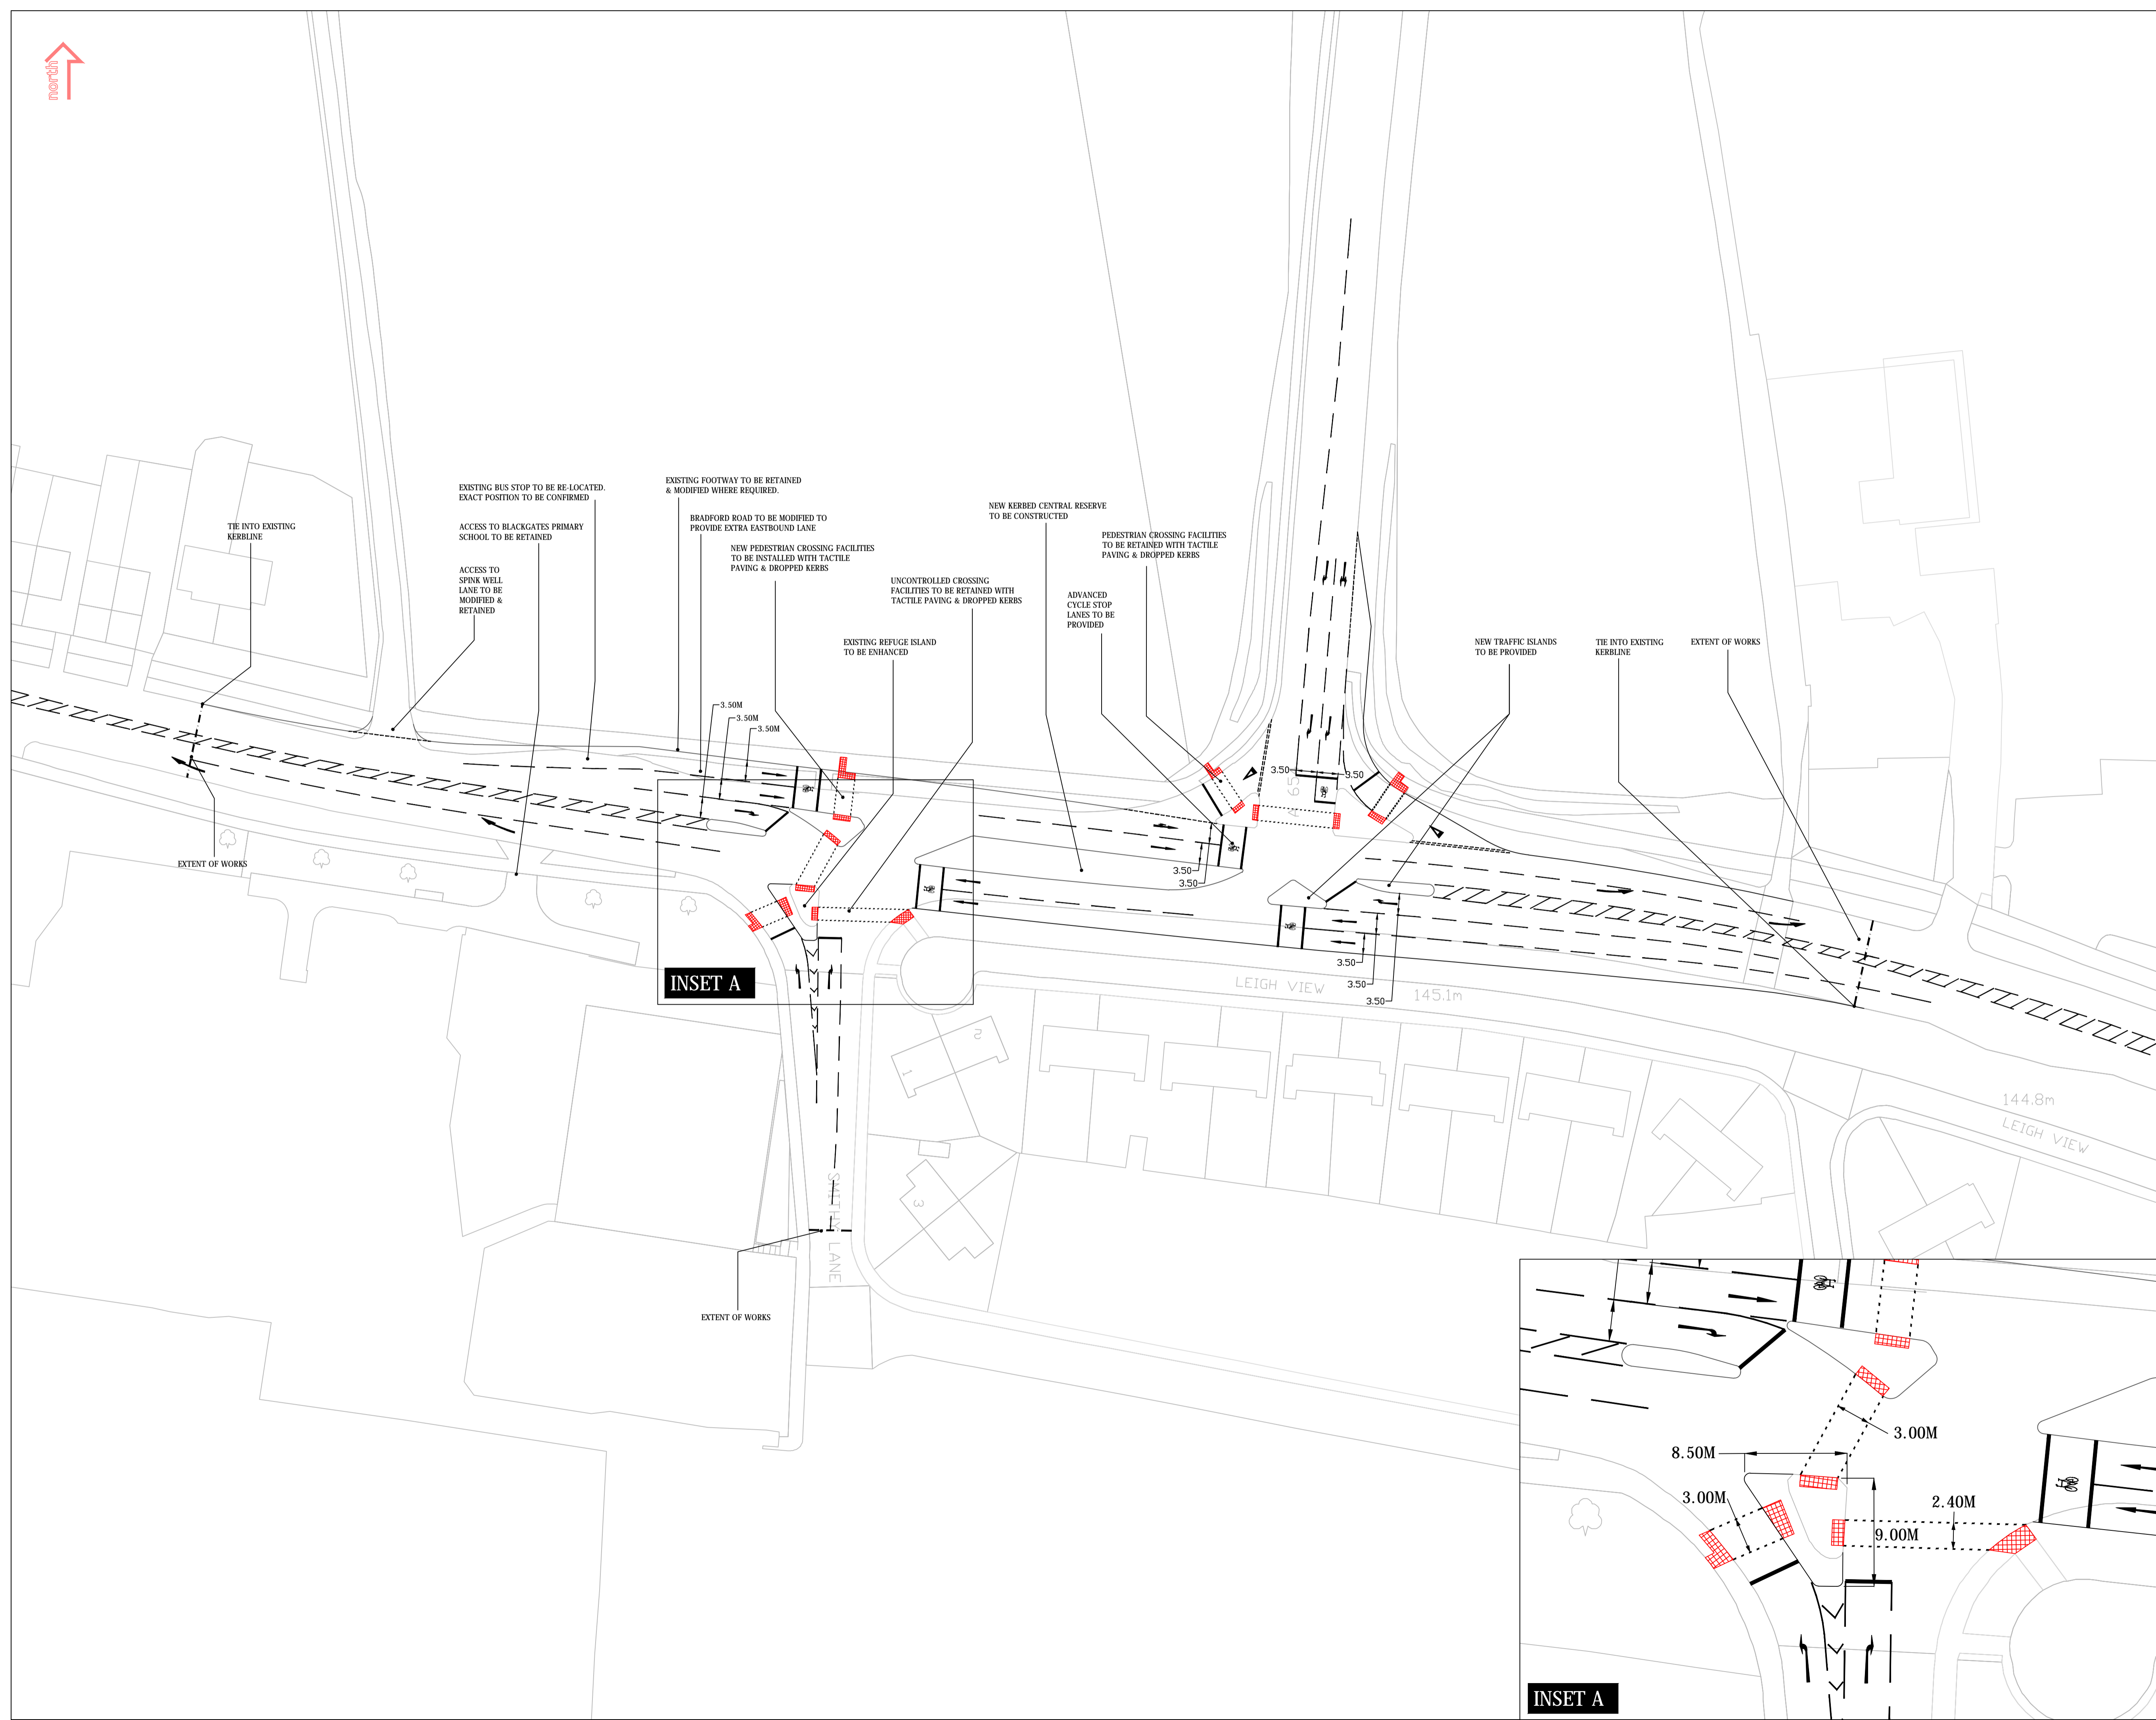 north
EXISTING BUS STOP TO BE RE-LOCATED.
EXACT POSITION TO BE CONFIRMED
EXISTING FOOTWAY TO BE RETAINED
& MODIFIED WHERE REQUIRED.
TIE INTO EXISTING
KERBLINE
ACCESS TO BLACKGATES PRIMARY
SCHOOL TO BE RETAINED
BRADFORD ROAD TO BE MODIFIED TO
PROVIDE EXTRA EASTBOUND LANE
NEW KERBED CENTRAL RESERVE
TO BE CONSTRUCTED
PEDESTRIAN CROSSING FACILITIES
TO BE RETAINED WITH TACTILE
PAVING & DROPPED KERBS
NEW PEDESTRIAN CROSSING FACILITIES
TO BE INSTALLED WITH TACTILE
PAVING & DROPPED KERBS
ACCESS TO
SPINK WELL
LANE TO BE
MODIFIED &
RETAINED
UNCONTROLLED CROSSING
FACILITIES TO BE RETAINED WITH
TACTILE PAVING & DROPPED KERBS
ADVANCED
CYCLE STOP
LANES TO BE
PROVIDED
EXISTING REFUGE ISLAND
TO BE ENHANCED
NEW TRAFFIC ISLANDS
TO BE PROVIDED
TIE INTO EXISTING
KERBLINE
EXTENT OF WORKS
3.50M
3.50M
3.50M
3.50
3.50
A 650
EXTENT OF WORKS
3.50
3.50
3.50
3.50
3.50
INSET A
LEIGH VIEW
145.1m
2
1
3
144.8m
LEIGH VIEW
SMITHY LANE
EXTENT OF WORKS
3.00M
8.50M
3.00M
2.40M
9.00M
INSET A